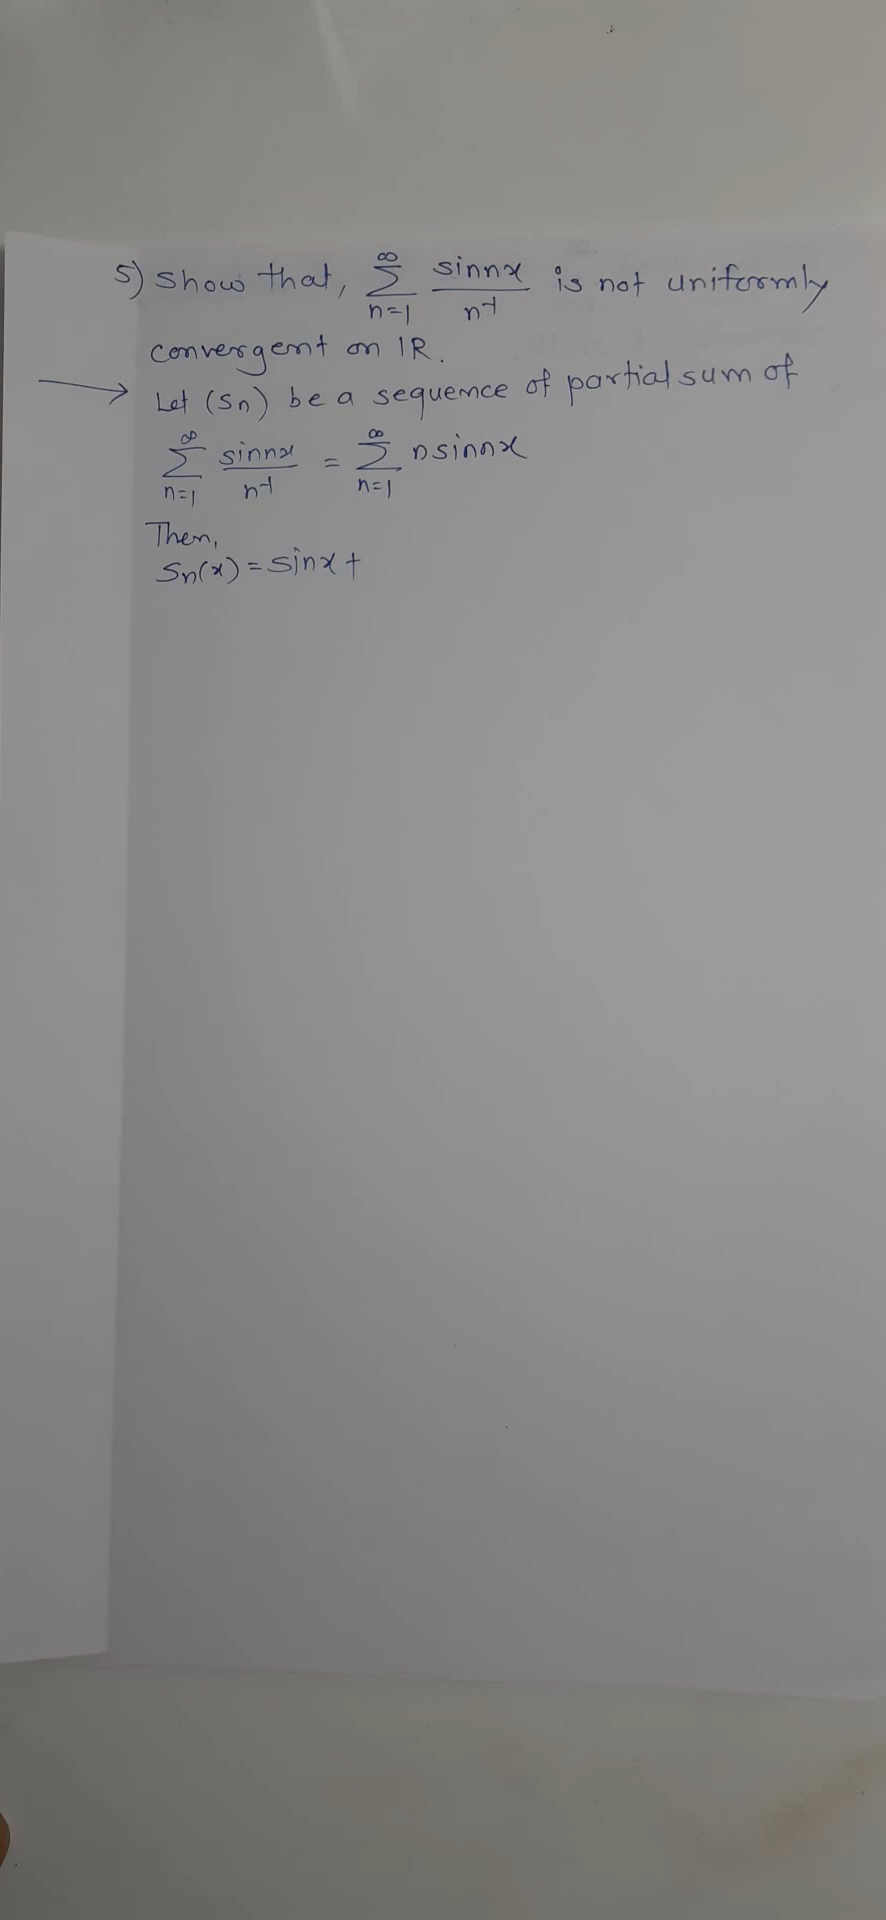 5) show that, ∞∑n=1 sinnx/n⁻¹ is not uniformly
convergent on IR.
→ Let (Sn) be a sequence of partial sum of
∞∑n=1 sinnx/n⁻¹ = ∞∑n=1 nsinnx
Then,
Sn(x) = sinx +